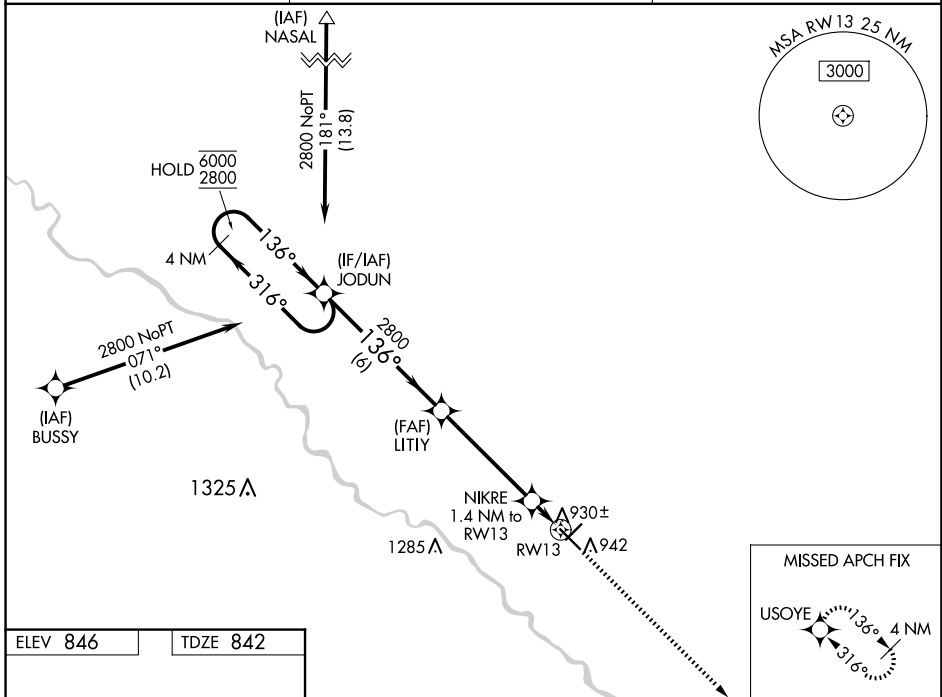 (IAF)
NASAL
MSA RW13 25 NM
3000
2800 NoPT
181°
(13.8)
HOLD 6000
2800
4 NM
136°
316°
(IF/IAF)
JODUN
2800
136°
(6)
2800 NoPT
071°
(10.2)
(IAF)
BUSSY
(FAF)
LITIY
1325
NIKRE
1.4 NM to
RW13
930±
RW13
942
1285
MISSED APCH FIX
USOYE
136°
4 NM
316°
ELEV 846
TDZE 842